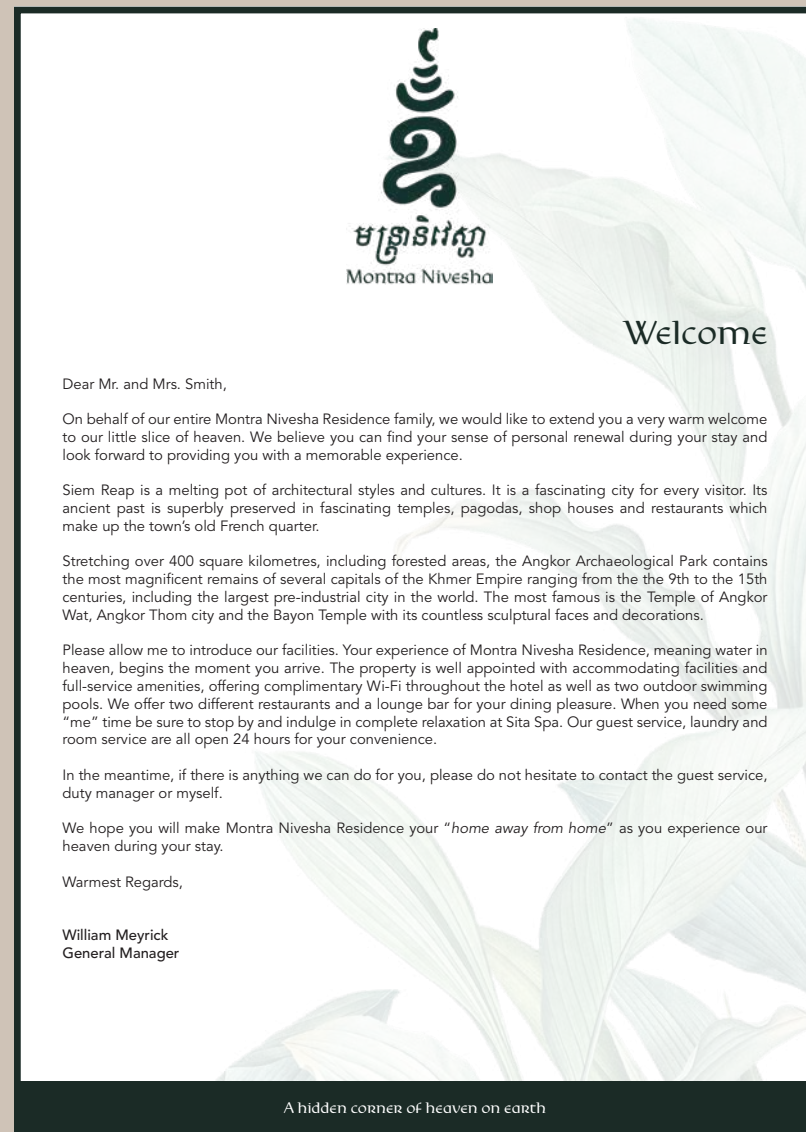 មន្ត្រានិវេស្ហា
Montra Nivesha
Welcome
Dear Mr. and Mrs. Smith,
On behalf of our entire Montra Nivesha Residence family, we would like to extend you a very warm welcome
to our little slice of heaven. We believe you can find your sense of personal renewal during your stay and
look forward to providing you with a memorable experience.
Siem Reap is a melting pot of architectural styles and cultures. It is a fascinating city for every visitor. Its
ancient past is superbly preserved in fascinating temples, pagodas, shop houses and restaurants which
make up the town’s old French quarter.
Stretching over 400 square kilometres, including forested areas, the Angkor Archaeological Park contains
the most magnificent remains of several capitals of the Khmer Empire ranging from the the 9th to the 15th
centuries, including the largest pre-industrial city in the world. The most famous is the Temple of Angkor
Wat, Angkor Thom city and the Bayon Temple with its countless sculptural faces and decorations.
Please allow me to introduce our facilities. Your experience of Montra Nivesha Residence, meaning water in
heaven, begins the moment you arrive. The property is well appointed with accommodating facilities and
full-service amenities, offering complimentary Wi-Fi throughout the hotel as well as two outdoor swimming
pools. We offer two different restaurants and a lounge bar for your dining pleasure. When you need some
“me” time be sure to stop by and indulge in complete relaxation at Sita Spa. Our guest service, laundry and
room service are all open 24 hours for your convenience.
In the meantime, if there is anything we can do for you, please do not hesitate to contact the guest service,
duty manager or myself.
We hope you will make Montra Nivesha Residence your “home away from home” as you experience our
heaven during your stay.
Warmest Regards,
William Meyrick
General Manager
A hidden corner of heaven on earth